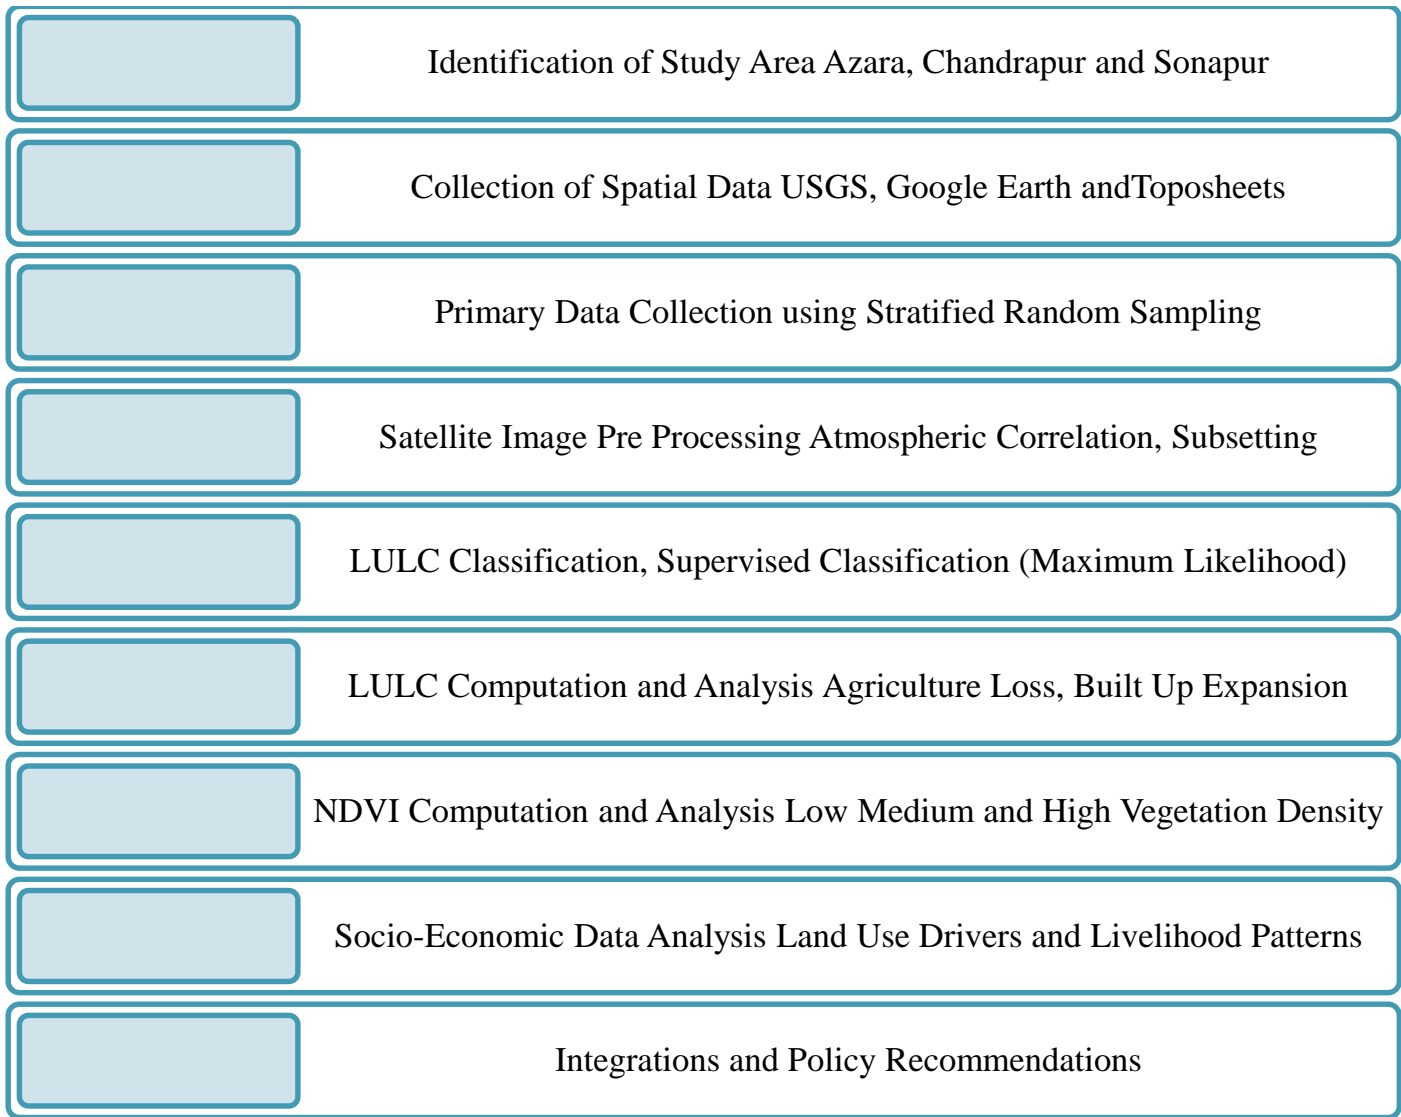 Identification of Study Area Azara, Chandrapur and Sonapur
Collection of Spatial Data USGS, Google Earth andToposheets
Primary Data Collection using Stratified Random Sampling
Satellite Image Pre Processing Atmospheric Correlation, Subsetting
LULC Classification, Supervised Classification (Maximum Likelihood)
LULC Computation and Analysis Agriculture Loss, Built Up Expansion
NDVI Computation and Analysis Low Medium and High Vegetation Density
Socio-Economic Data Analysis Land Use Drivers and Livelihood Patterns
Integrations and Policy Recommendations